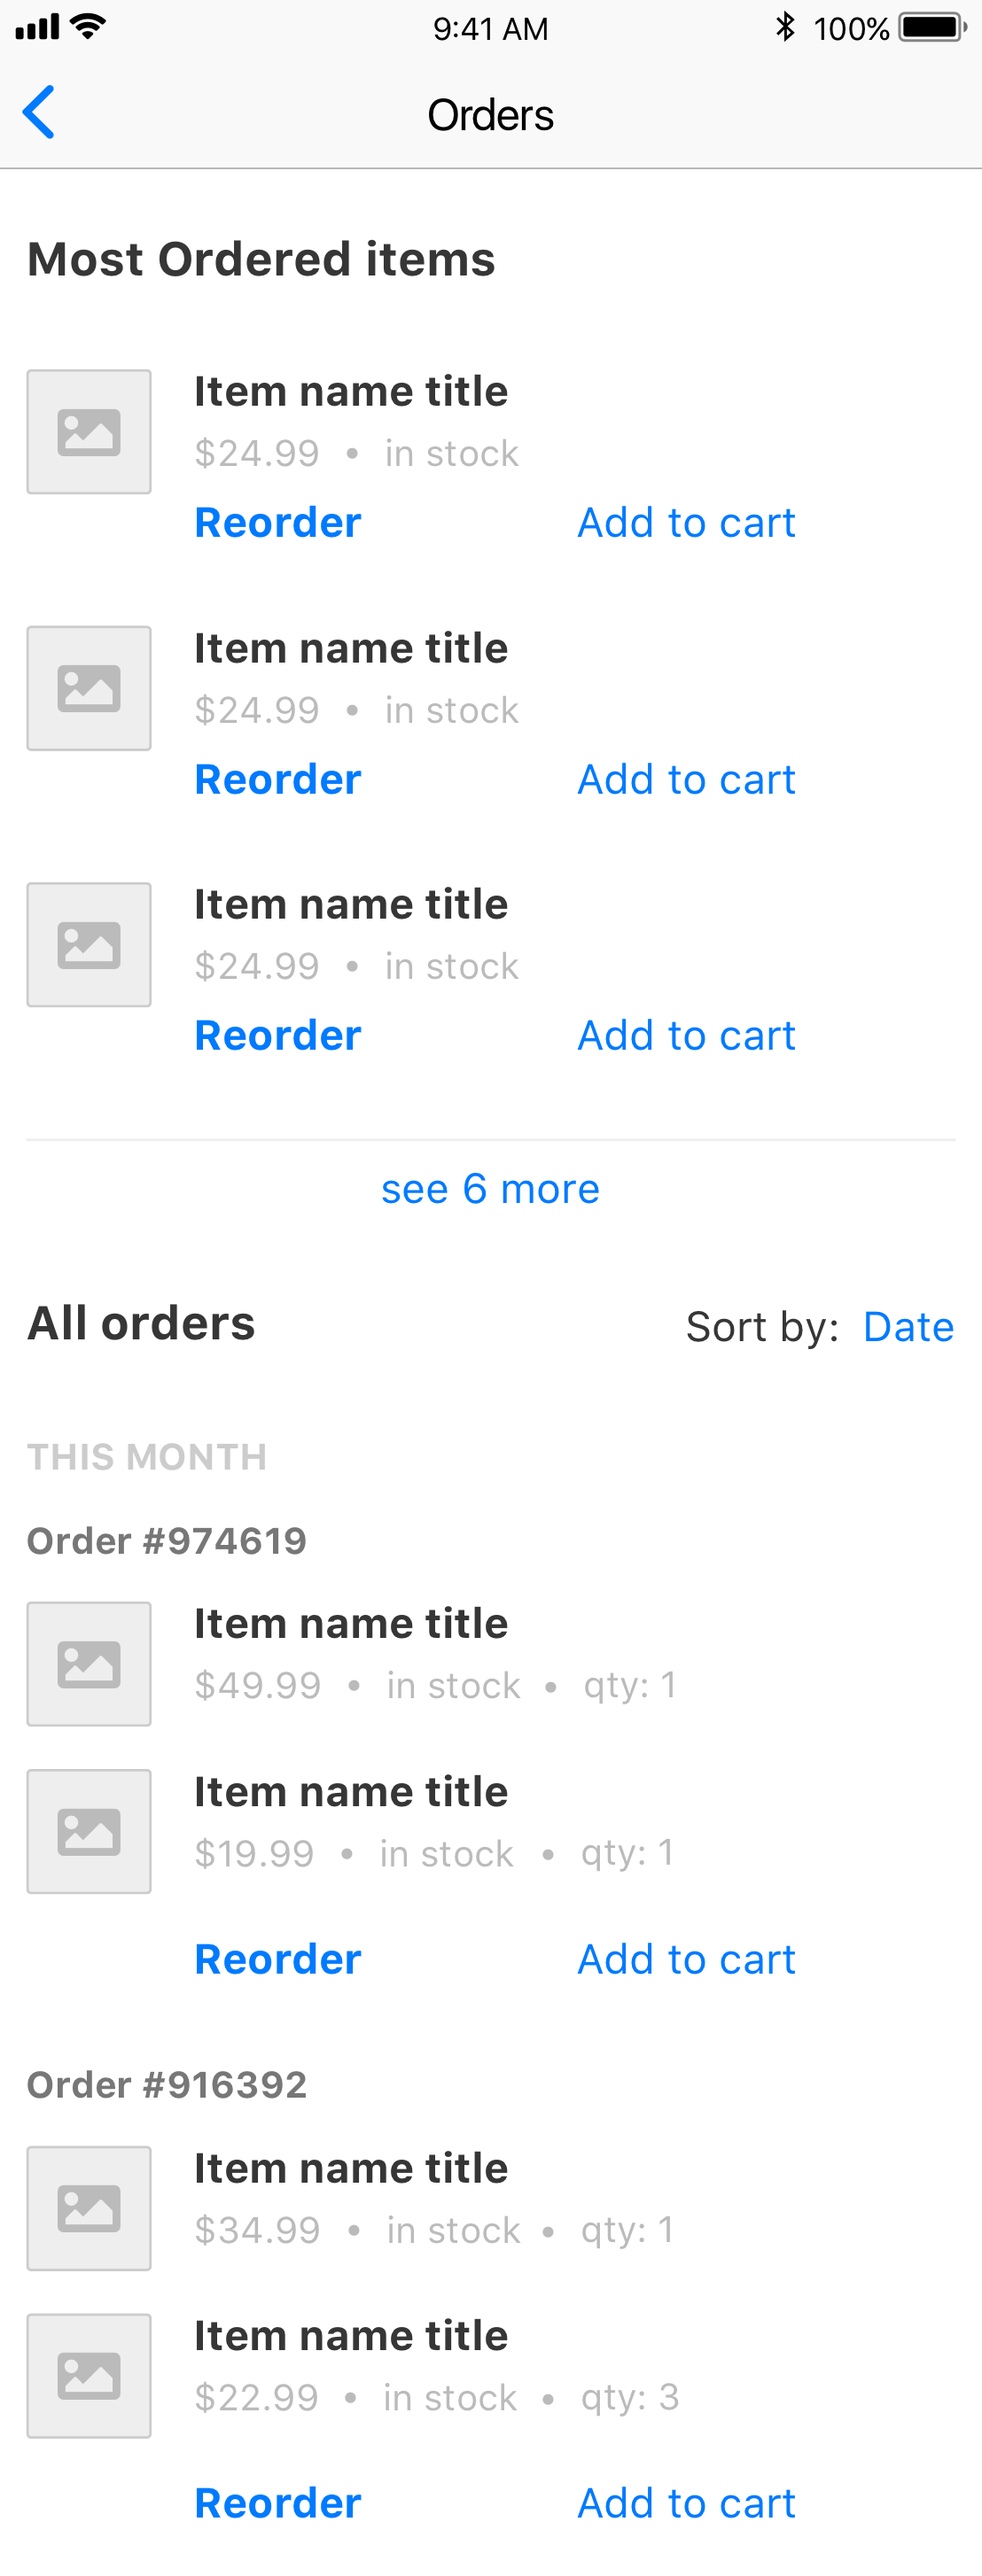 9:41 AM 100%
Orders
Most Ordered items
Item name title
$24.99 • in stock
Reorder Add to cart
Item name title
$24.99 • in stock
Reorder Add to cart
Item name title
$24.99 • in stock
Reorder Add to cart
see 6 more
All orders Sort by: Date
THIS MONTH
Order #974619
Item name title
$49.99 • in stock • qty: 1
Item name title
$19.99 • in stock • qty: 1
Reorder Add to cart
Order #916392
Item name title
$34.99 • in stock • qty: 1
Item name title
$22.99 • in stock • qty: 3
Reorder Add to cart